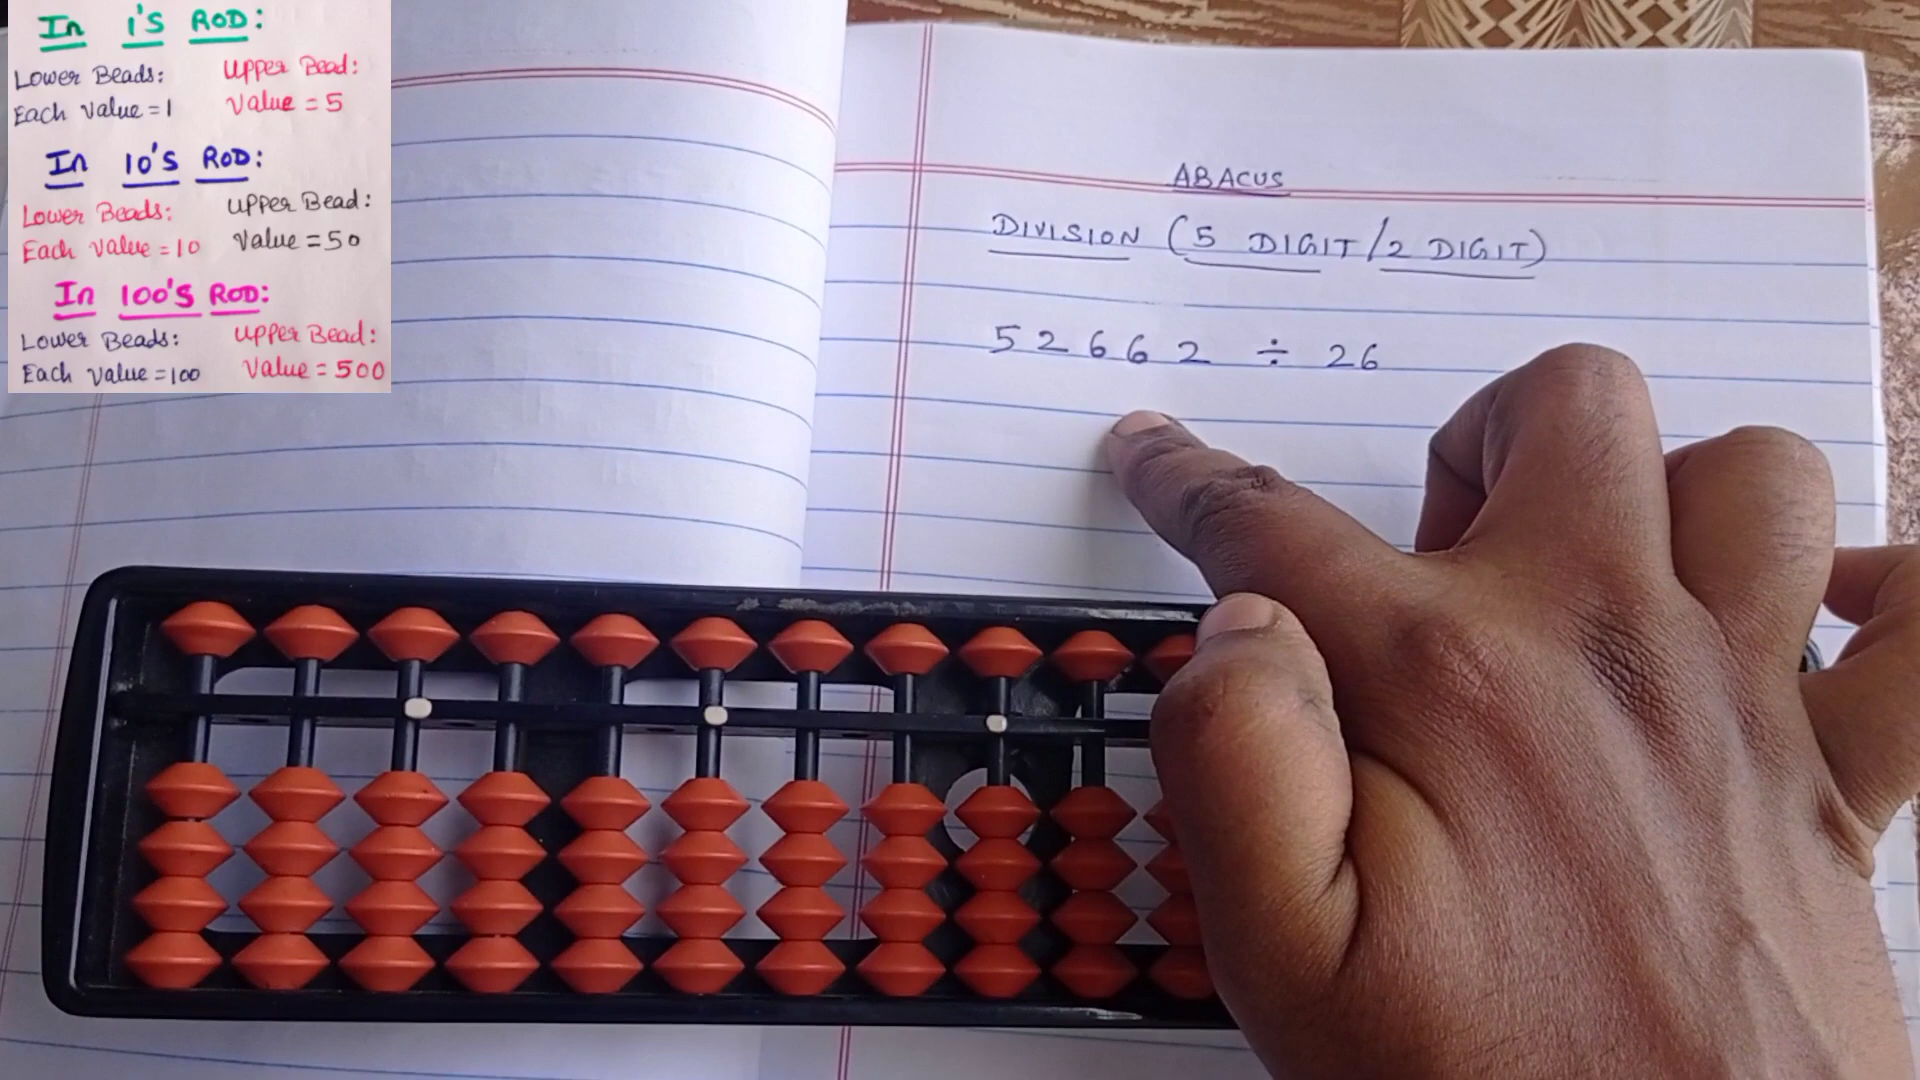 In 1'S ROD:
Lower Beads: Upper Bead:
Each Value = 1 Value = 5
In 10'S ROD:
Lower Beads: Upper Bead:
Each Value = 10 Value = 50
In 100'S ROD:
Lower Beads: Upper Bead:
Each Value = 100 Value = 500
ABACUS
DIVISION (5 DIGIT/2 DIGIT)
52662 ÷ 26